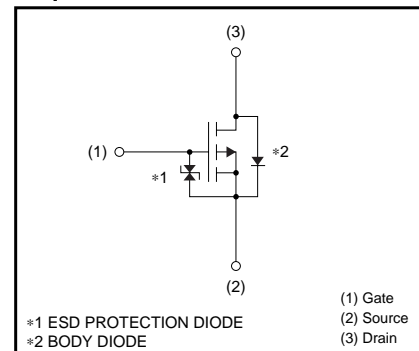 (3)
(1)
*2
*1
(2)
(1) Gate
(2) Source
(3) Drain
*1 ESD PROTECTION DIODE
*2 BODY DIODE